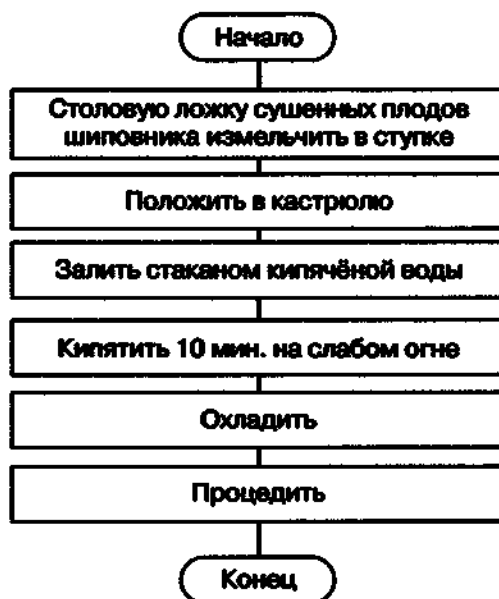 Начало
Столовую ложку сушенных плодов
шиповника измельчить в ступке
Положить в кастрюлю
Залить стаканом кипячёной воды
Кипятить 10 мин. на слабом огне
Охладить
Процедить
Конец